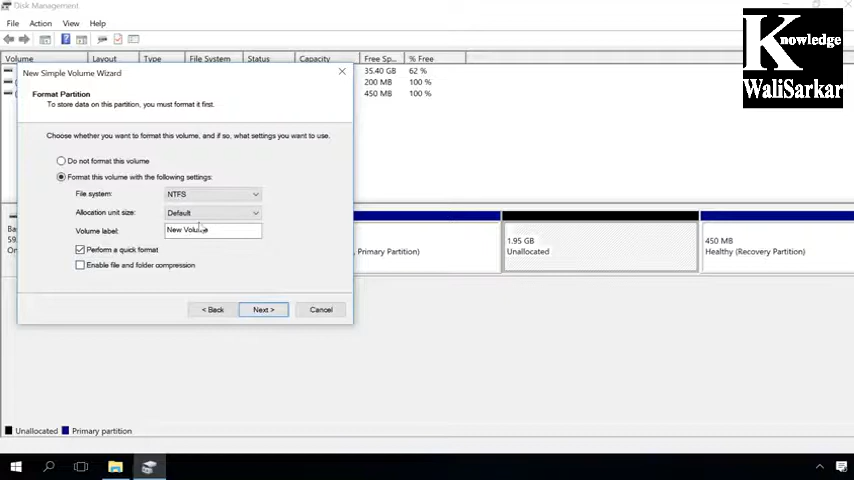 Disk Management
File Action View Help
Volume Layout Type File System Status Capacity Free Sp... % Free
35.40 GB 62 %
200 MB 100 %
450 MB 100 %
Knowledge
WaliSarkar
New Simple Volume Wizard
Format Partition
To store data on this partition, you must format it first.
Choose whether you want to format this volume, and if so, what settings you want to use.
Do not format this volume
Format this volume with the following settings:
File system: NTFS
Allocation unit size: Default
Volume label: New Volume
Perform a quick format
Enable file and folder compression
< Back Next > Cancel
Bas
59.
On
, Primary Partition)
1.95 GB
Unallocated
450 MB
Healthy (Recovery Partition)
Unallocated Primary partition